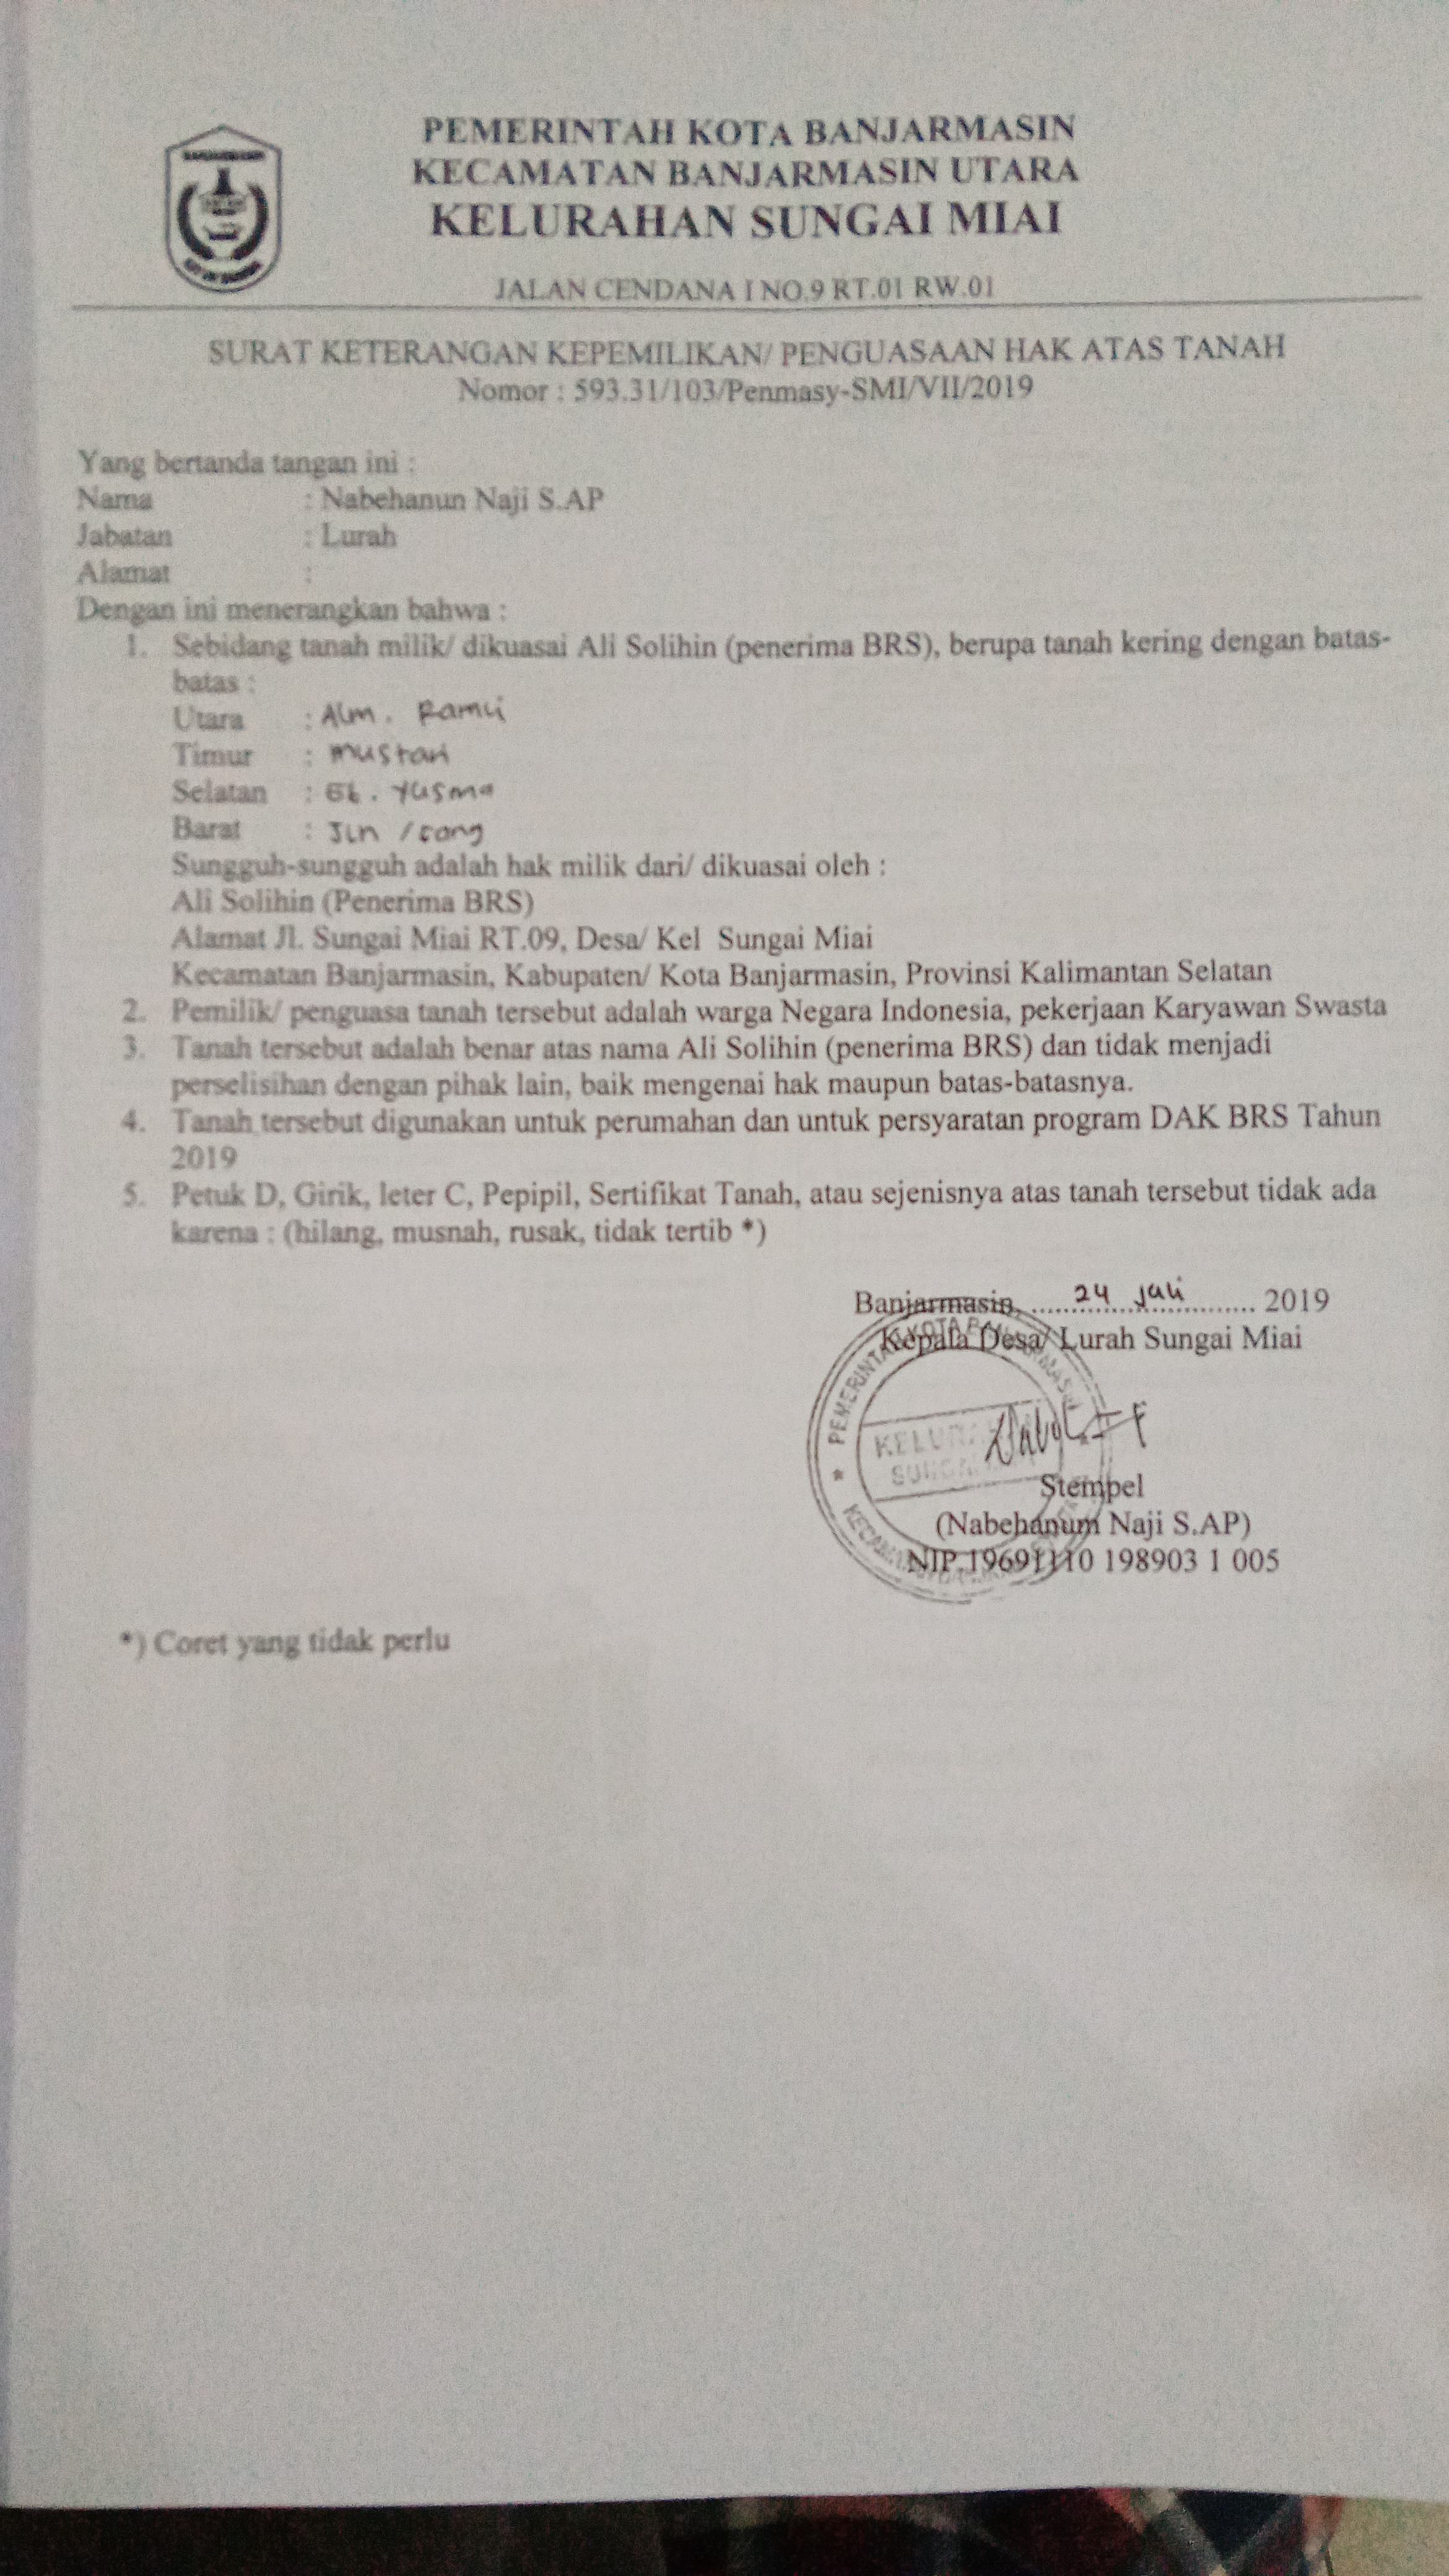 PEMERINTAH KOTA BANJARMASIN
KECAMATAN BANJARMASIN UTARA
KELURAHAN SUNGAI MIAI
JALAN CENDANA I NO.9 RT.01 RW.01
SURAT KETERANGAN KEPEMILIKAN/ PENGUASAAN HAK ATAS TANAH
Nomor : 593.31/103/Penmasy-SMI/VII/2019
Yang bertanda tangan ini :
Nama : Nabehanun Naji S.AP
Jabatan : Lurah
Alamat :
Dengan ini menerangkan bahwa :
1. Sebidang tanah milik/ dikuasai Ali Solihin (penerima BRS), berupa tanah kering dengan batas-
batas :
Utara : Alm. Ramli
Timur : Mustari
Selatan : Yusma
Barat : Jln /
Sungguh-sungguh adalah hak milik dari/ dikuasai oleh :
Ali Solihin (Penerima BRS)
Alamat Jl. Sungai Miai RT.09, Desa/ Kel Sungai Miai
Kecamatan Banjarmasin, Kabupaten/ Kota Banjarmasin, Provinsi Kalimantan Selatan
2. Pemilik/ penguasa tanah tersebut adalah warga Negara Indonesia, pekerjaan Karyawan Swasta
3. Tanah tersebut adalah benar atas nama Ali Solihin (penerima BRS) dan tidak menjadi
perselisihan dengan pihak lain, baik mengenai hak maupun batas-batasnya.
4. Tanah tersebut digunakan untuk perumahan dan untuk persyaratan program DAK BRS Tahun
2019
5. Petuk D, Girik, leter C, Pepipil, Sertifikat Tanah, atau sejenisnya atas tanah tersebut tidak ada
karena : (hilang, musnah, rusak, tidak tertib *)
Banjarmasin, 24 Juli 2019
Kepala Desa/ Lurah Sungai Miai
Stempel
(Nabehanum Naji S.AP)
NIP.19691110 198903 1 005
*) Coret yang tidak perlu